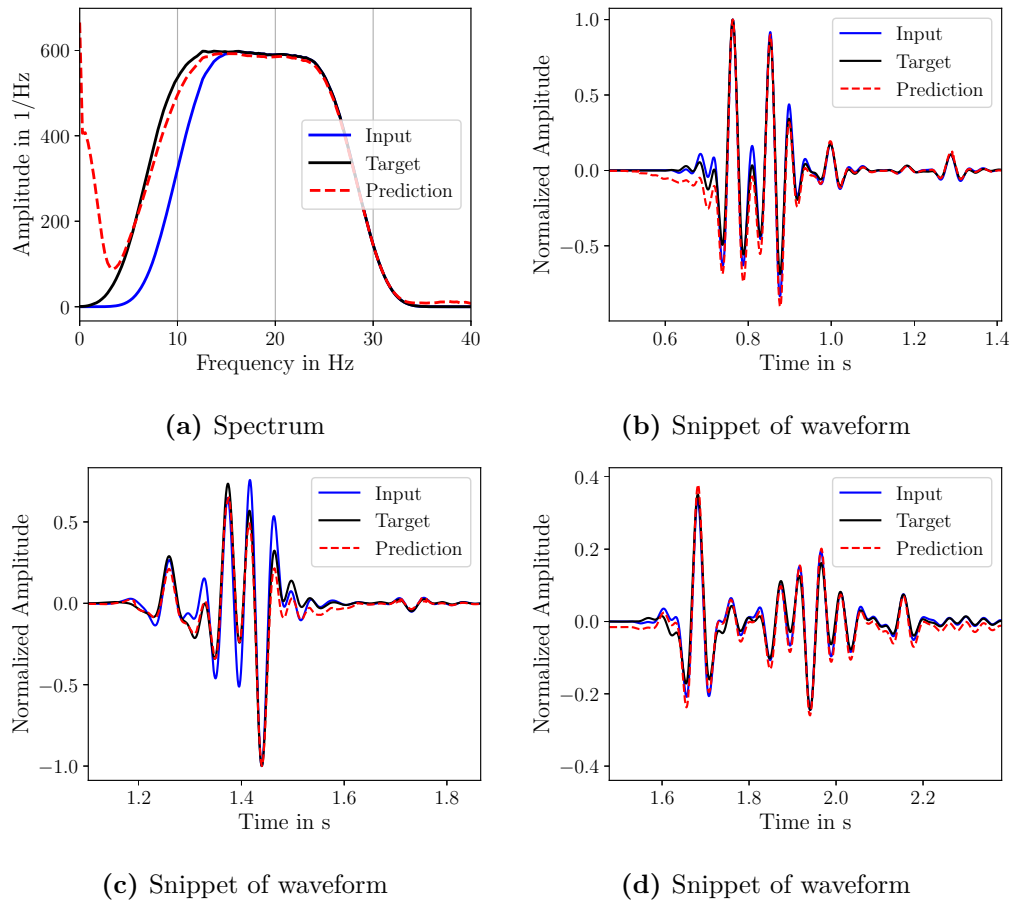 600
400
200
0
Amplitude in 1/Hz
0 10 20 30 40
Frequency in Hz
Input
Target
Prediction
(a) Spectrum
1.0
0.5
0.0
−0.5
Normalized Amplitude
0.6 0.8 1.0 1.2 1.4
Time in s
Input
Target
Prediction
(b) Snippet of waveform
0.5
0.0
−0.5
−1.0
Normalized Amplitude
1.2 1.4 1.6 1.8
Time in s
Input
Target
Prediction
(c) Snippet of waveform
0.4
0.2
0.0
−0.2
−0.4
Normalized Amplitude
1.6 1.8 2.0 2.2
Time in s
Input
Target
Prediction
(d) Snippet of waveform